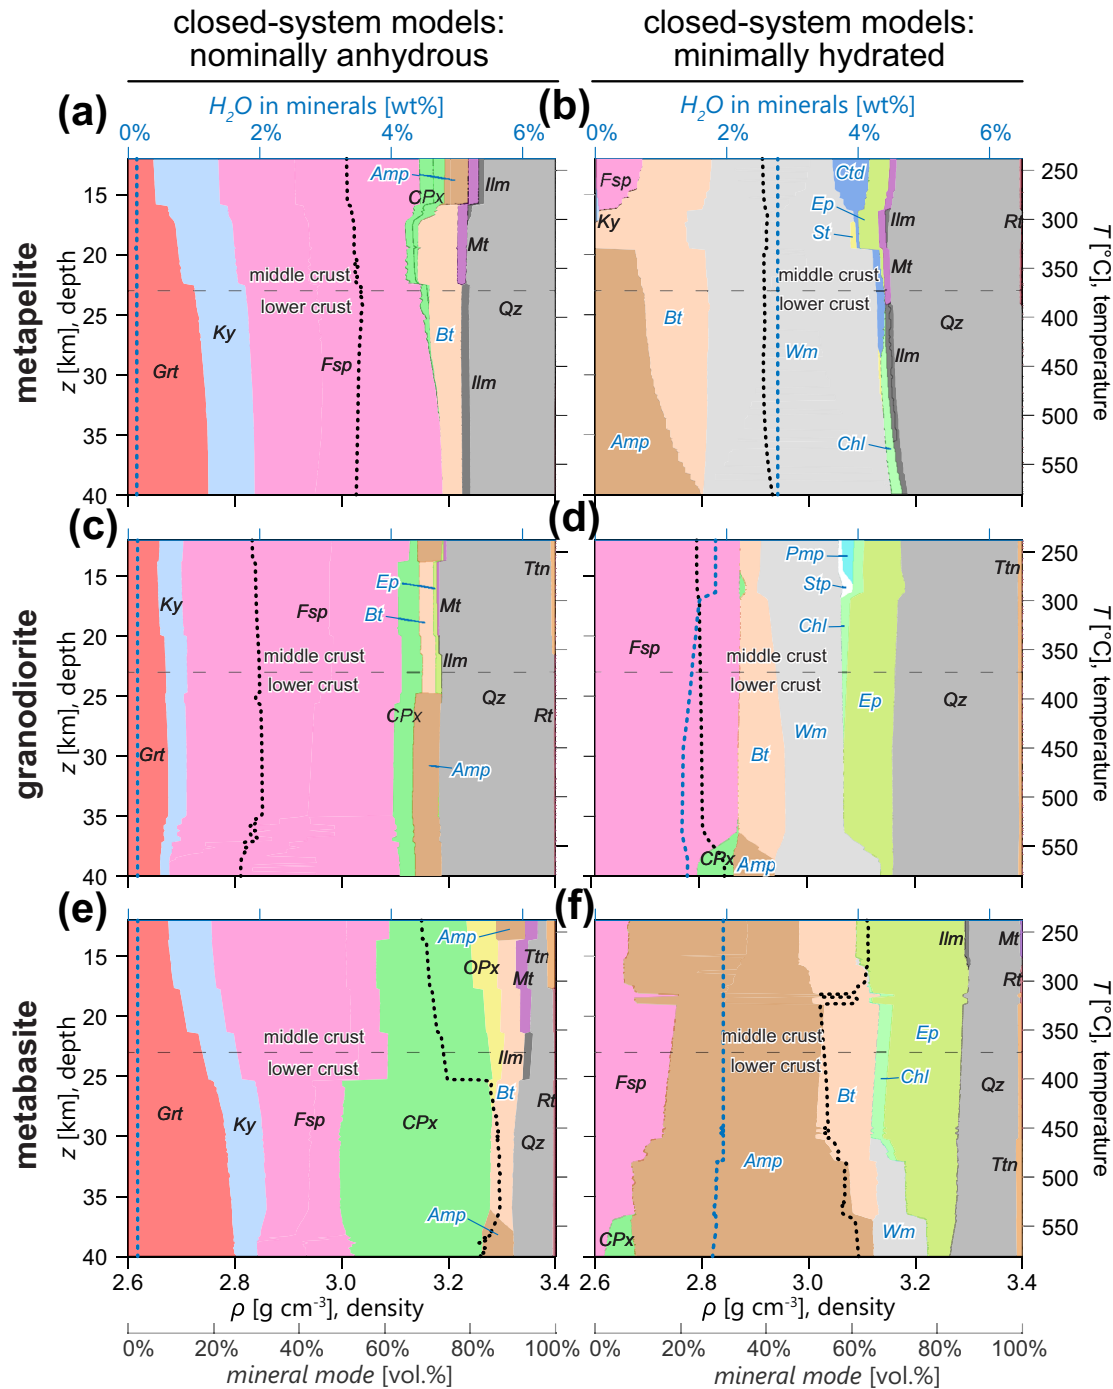 closed-system models:
nominally anhydrous
closed-system models:
minimally hydrated
(a)
H2O in minerals [wt%]
0% 2% 4% 6%
(b)
H2O in minerals [wt%]
0% 2% 4% 6%
metapelite
z [km], depth
15
20
25
30
35
40
Amp
CPx
Ilm
Mt
middle crust
lower crust
Qz
Ky
Bt
Fsp
Grt
Ilm
Fsp
Ctd
Ky
Ep
St
Ilm
Rt
Mt
middle crust
lower crust
Bt
Wm
Qz
Ilm
Amp
Chl
250
300
350
400
450
500
550
T [°C], temperature
(c)
granodiorite
z [km], depth
15
20
25
30
35
40
Ttn
Ep
Ky
Fsp
Bt
Mt
middle crust
lower crust
Ilm
Qz
CPx
Rt
Grt
Amp
(d)
Pmp
Stp
Ttn
Chl
Fsp
middle crust
lower crust
Ep
Qz
Wm
Bt
CPx
Amp
250
300
350
400
450
500
550
T [°C], temperature
(e)
metabasite
z [km], depth
15
20
25
30
35
40
Amp
OPx
Ttn
Mt
middle crust
lower crust
Ilm
Bt
Grt
Ky
Fsp
CPx
Rt
Qz
Amp
2.6 2.8 3.0 3.2 3.4
ρ [g cm-3], density
0% 20% 40% 60% 80% 100%
mineral mode [vol.%]
(f)
Ilm
Mt
Rt
middle crust
lower crust
Ep
Fsp
Chl
Qz
Bt
Amp
Ttn
Wm
CPx
250
300
350
400
450
500
550
T [°C], temperature
2.6 2.8 3.0 3.2 3.4
ρ [g cm-3], density
0% 20% 40% 60% 80% 100%
mineral mode [vol.%]